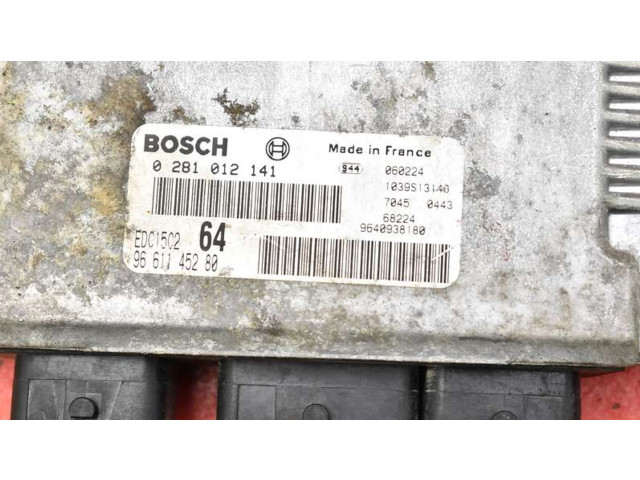 BOSCH Made in France
0 281 012 141 944 060224
1039S13140
7045 0443
68224
EDC15C2 64 9640938180
96 611 452 80